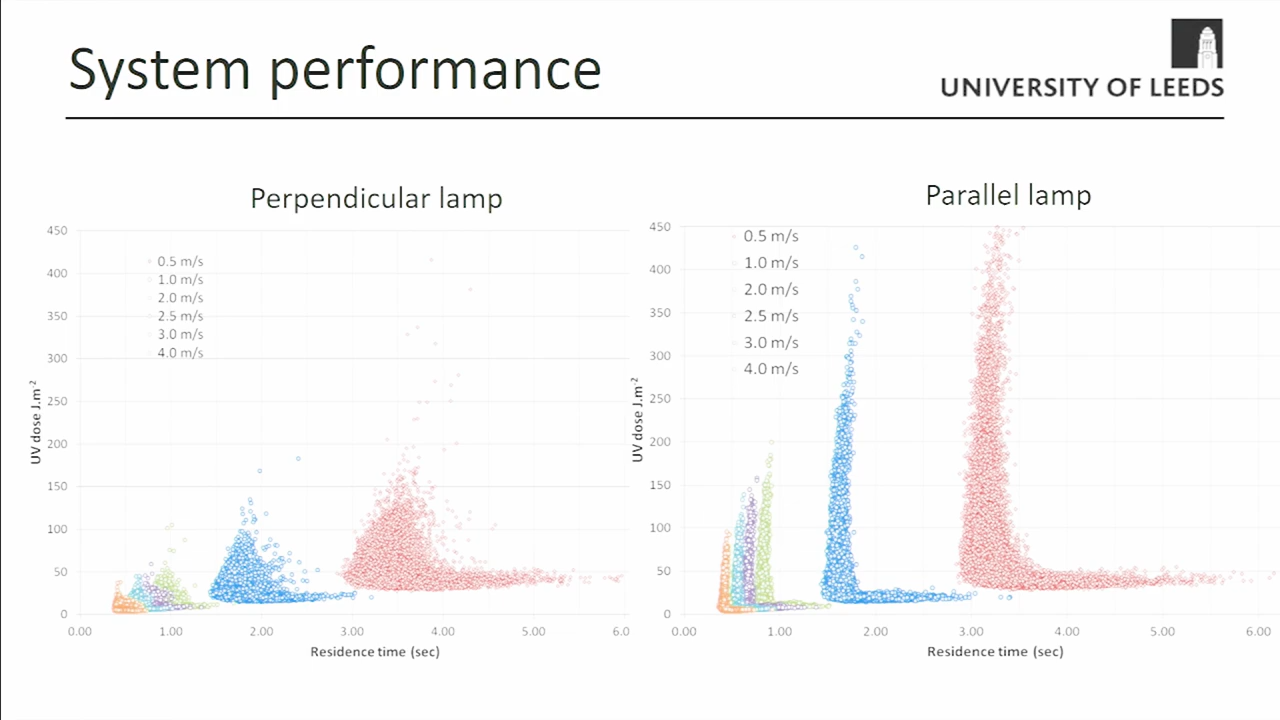 System performance
UNIVERSITY OF LEEDS
Perpendicular lamp
450
400
350
300
250
200
150
100
50
0
UV dose J.m-2
0.5 m/s
1.0 m/s
2.0 m/s
2.5 m/s
3.0 m/s
4.0 m/s
0.00 1.00 2.00 3.00 4.00 5.00 6.0
Residence time (sec)
Parallel lamp
450
400
350
300
250
200
150
100
50
0
UV dose J.m-2
0.5 m/s
1.0 m/s
2.0 m/s
2.5 m/s
3.0 m/s
4.0 m/s
0.00 1.00 2.00 3.00 4.00 5.00 6.00
Residence time (sec)